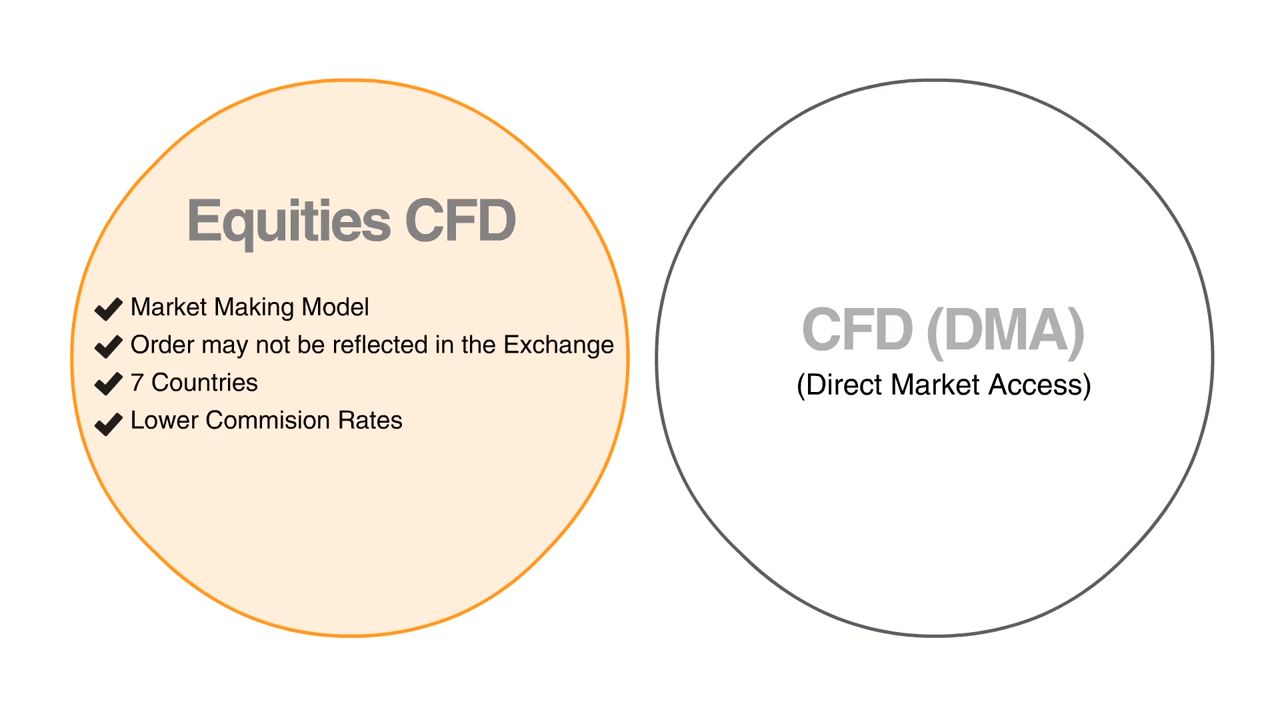 Equities CFD
Market Making Model
Order may not be reflected in the Exchange
7 Countries
Lower Commision Rates
CFD (DMA)
(Direct Market Access)